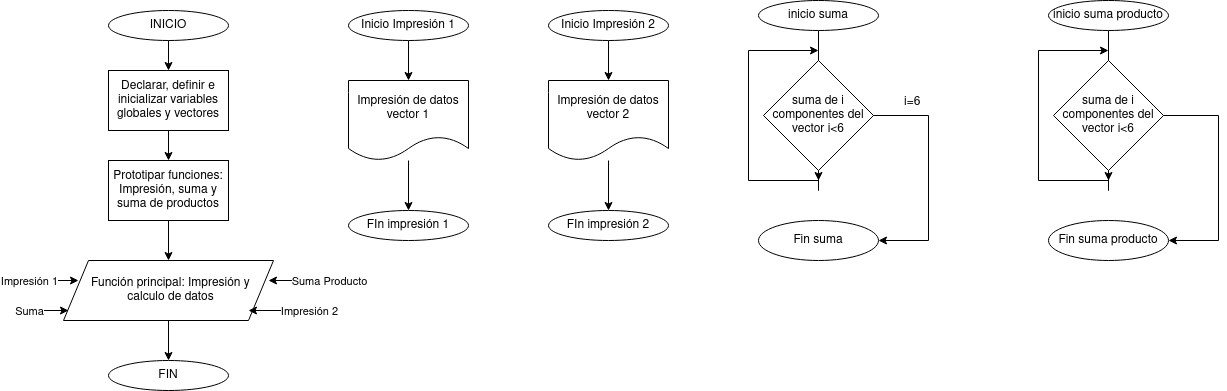 INICIO
Declarar, definir e
inicializar variables
globales y vectores
Prototipar funciones:
Impresión, suma y
suma de productos
Impresión 1
Suma
Función principal: Impresión y
calculo de datos
Suma Producto
Impresión 2
FIN
Inicio Impresión 1
Impresión de datos
vector 1
FIn impresión 1
Inicio Impresión 2
Impresión de datos
vector 2
FIn impresión 2
inicio suma
suma de i
componentes del
vector i<6
i=6
Fin suma
inicio suma producto
suma de i
componentes del
vector i<6
Fin suma producto